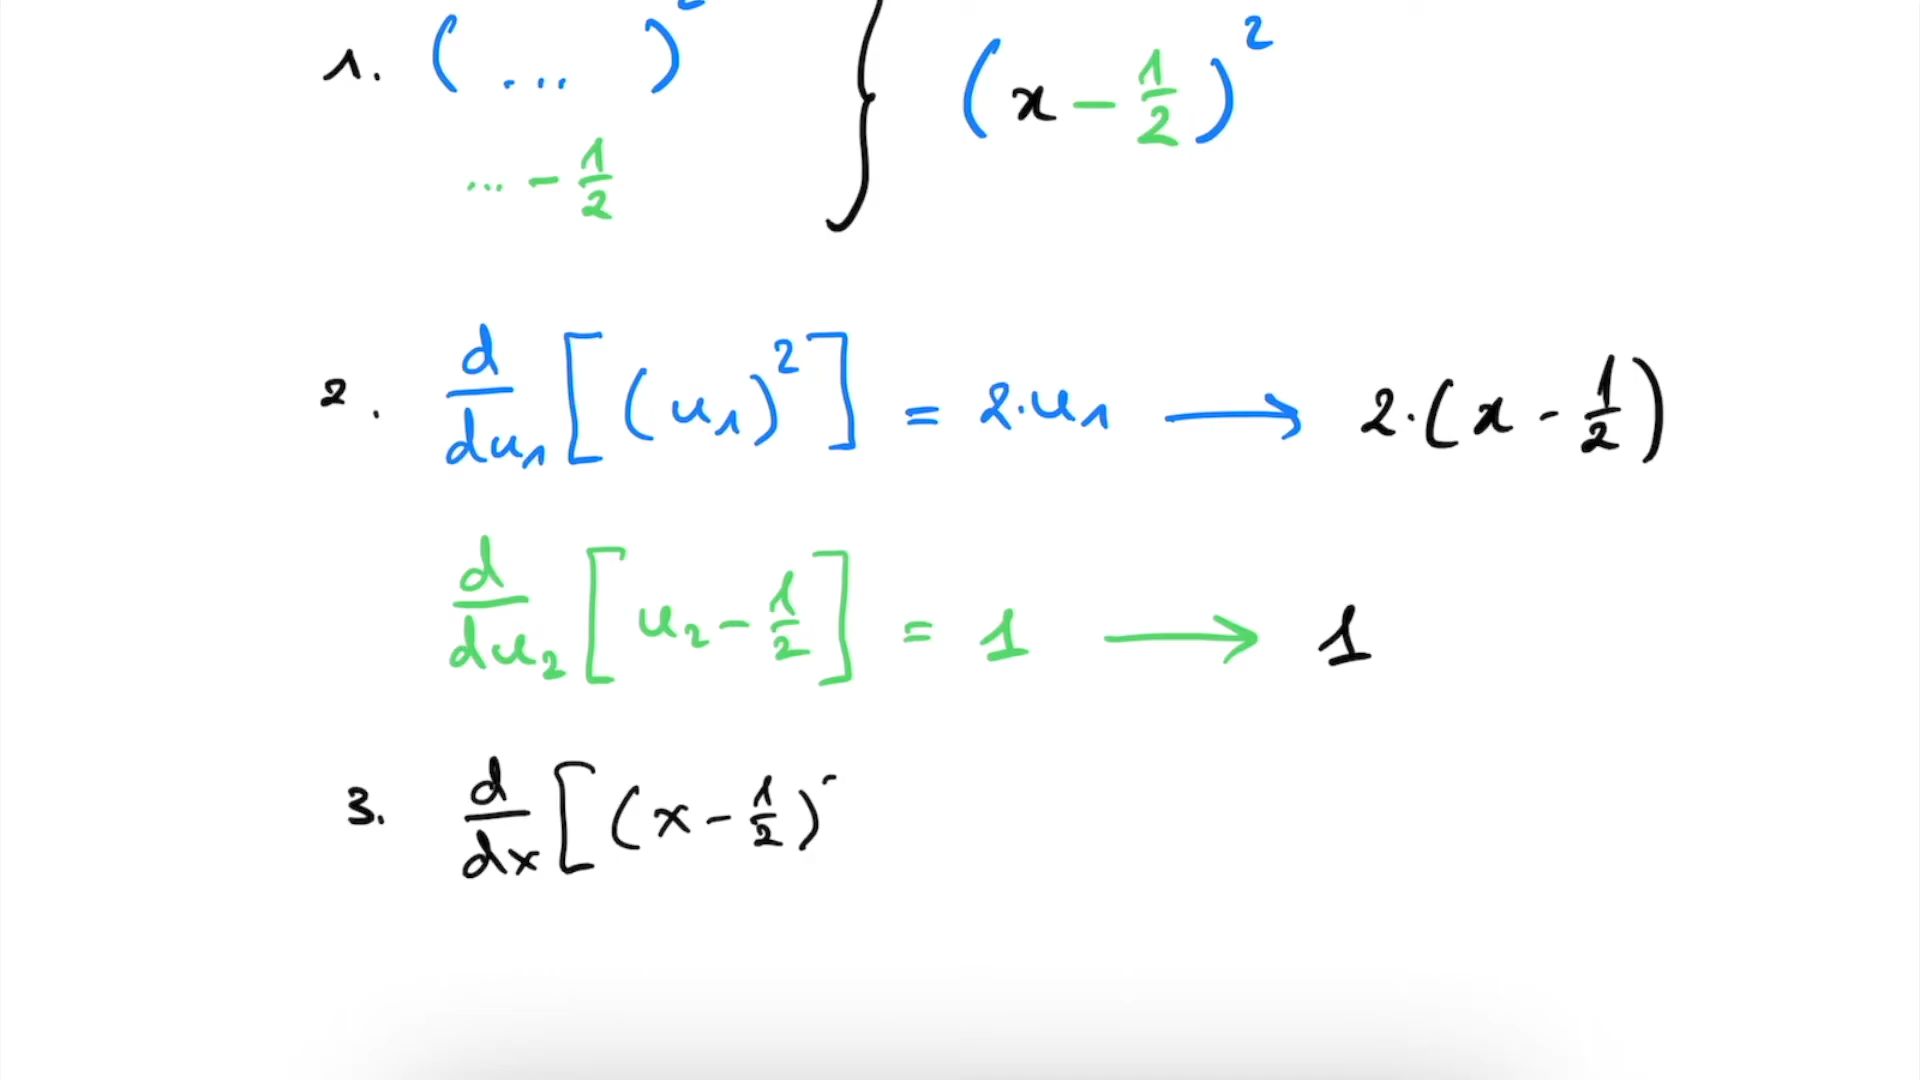 1. ( ... )² } (x - 1/2)²
... - 1/2
2. d/du₁ [(u₁)²] = 2·u₁ → 2·(x - 1/2)
d/du₂ [u₂ - 1/2] = 1 → 1
3. d/dx [(x - 1/2)